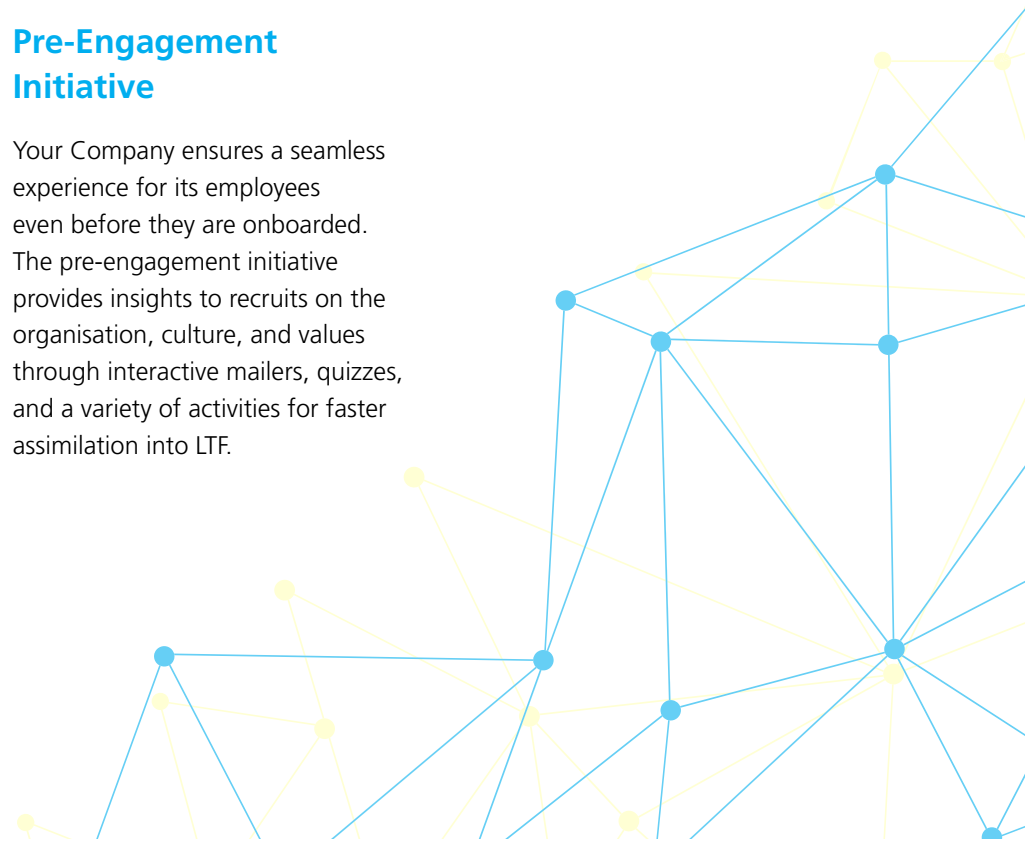 Pre-Engagement
Initiative
Your Company ensures a seamless
experience for its employees
even before they are onboarded.
The pre-engagement initiative
provides insights to recruits on the
organisation, culture, and values
through interactive mailers, quizzes,
and a variety of activities for faster
assimilation into LTF.